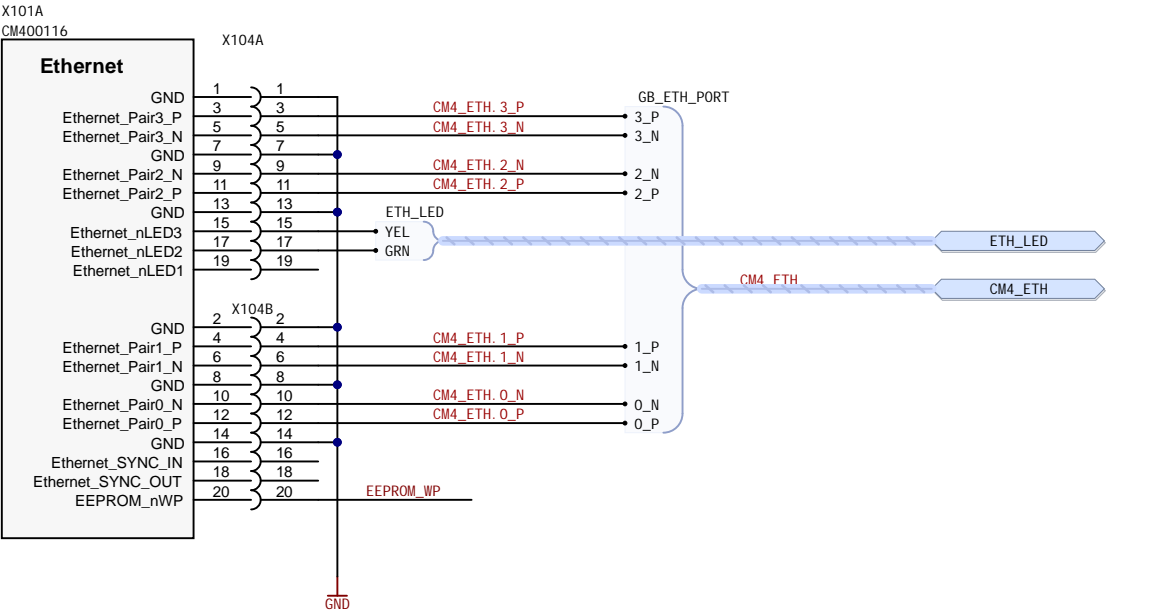 X101A
CM400116
X104A
Ethernet
GND 1 1
Ethernet_Pair3_P 3 3 CM4_ETH.3_P GB_ETH_PORT 3_P
Ethernet_Pair3_N 5 5 CM4_ETH.3_N 3_N
GND 7 7
Ethernet_Pair2_N 9 9 CM4_ETH.2_N 2_N
Ethernet_Pair2_P 11 11 CM4_ETH.2_P 2_P
GND 13 13 ETH_LED
Ethernet_nLED3 15 15 YEL ETH_LED
Ethernet_nLED2 17 17 GRN
Ethernet_nLED1 19 19
CM4_ETH CM4_ETH
X104B
GND 2 2
Ethernet_Pair1_P 4 4 CM4_ETH.1_P 1_P
Ethernet_Pair1_N 6 6 CM4_ETH.1_N 1_N
GND 8 8
Ethernet_Pair0_N 10 10 CM4_ETH.0_N 0_N
Ethernet_Pair0_P 12 12 CM4_ETH.0_P 0_P
GND 14 14
Ethernet_SYNC_IN 16 16
Ethernet_SYNC_OUT 18 18
EEPROM_nWP 20 20 EEPROM_WP
GND